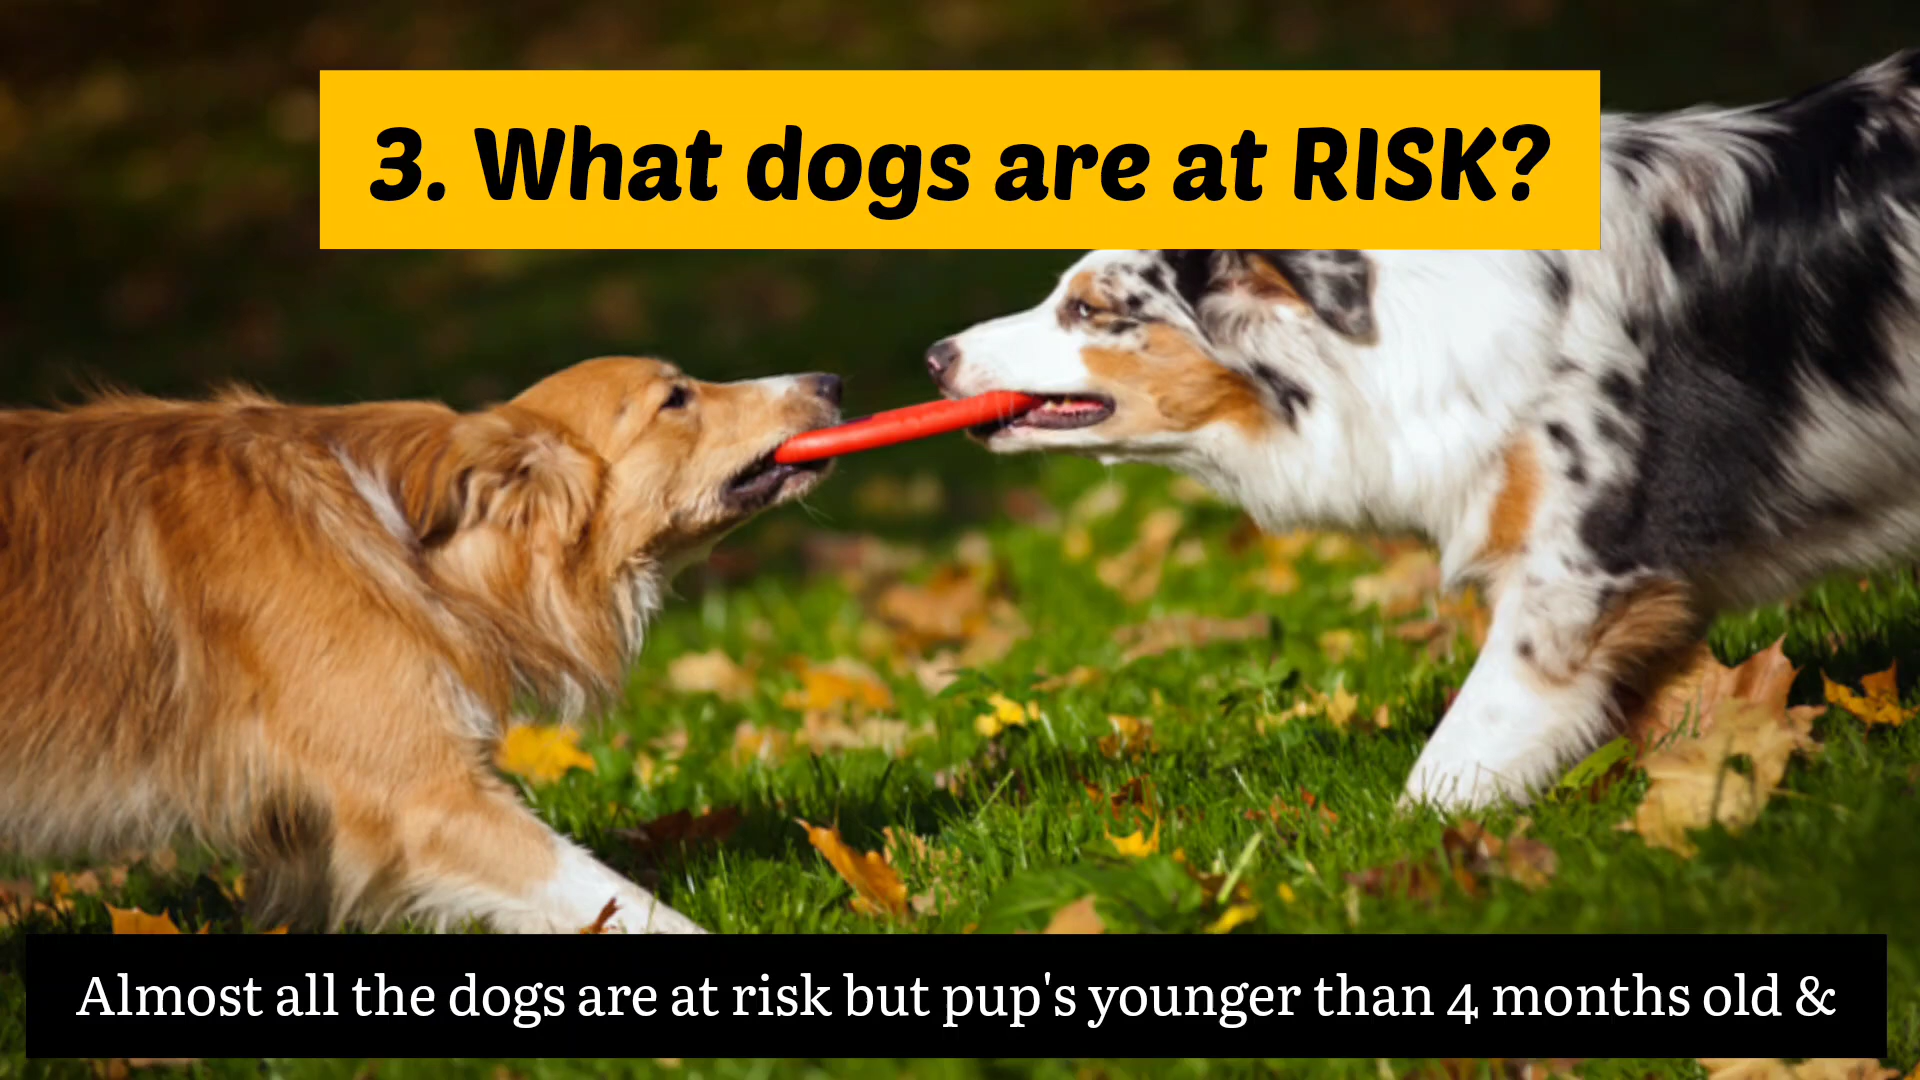 3. What dogs are at RISK?
Almost all the dogs are at risk but pup's younger than 4 months old &